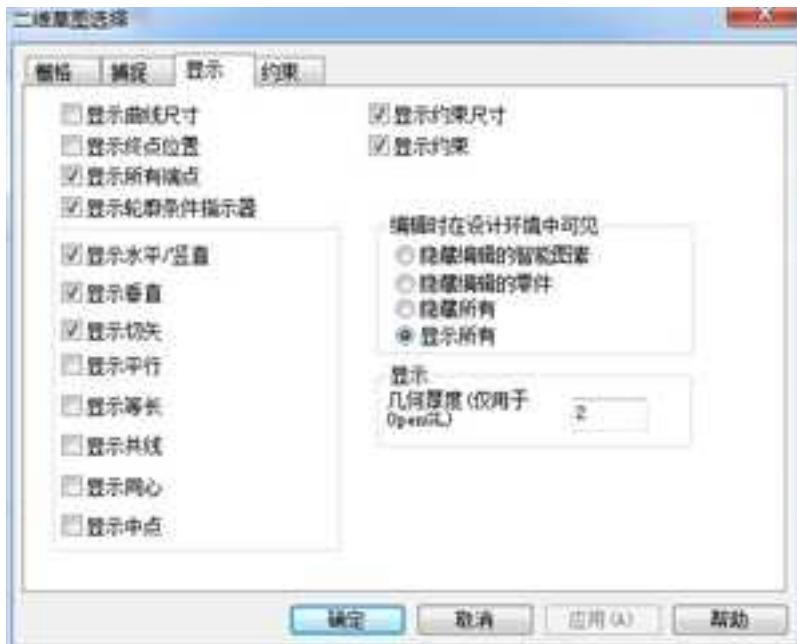 二维草图选择
栅格 捕捉 显示 约束
显示曲线尺寸
显示终点位置
显示所有端点
显示轮廓条件指示器
显示水平/竖直
显示垂直
显示切矢
显示平行
显示等长
显示共线
显示同心
显示中点
显示约束尺寸
显示约束
编辑时在设计环境中可见
隐藏编辑的智能图素
隐藏编辑的零件
隐藏所有
显示所有
显示
几何厚度(仅用于
OpenGL)
2
确定 取消 应用(A) 帮助